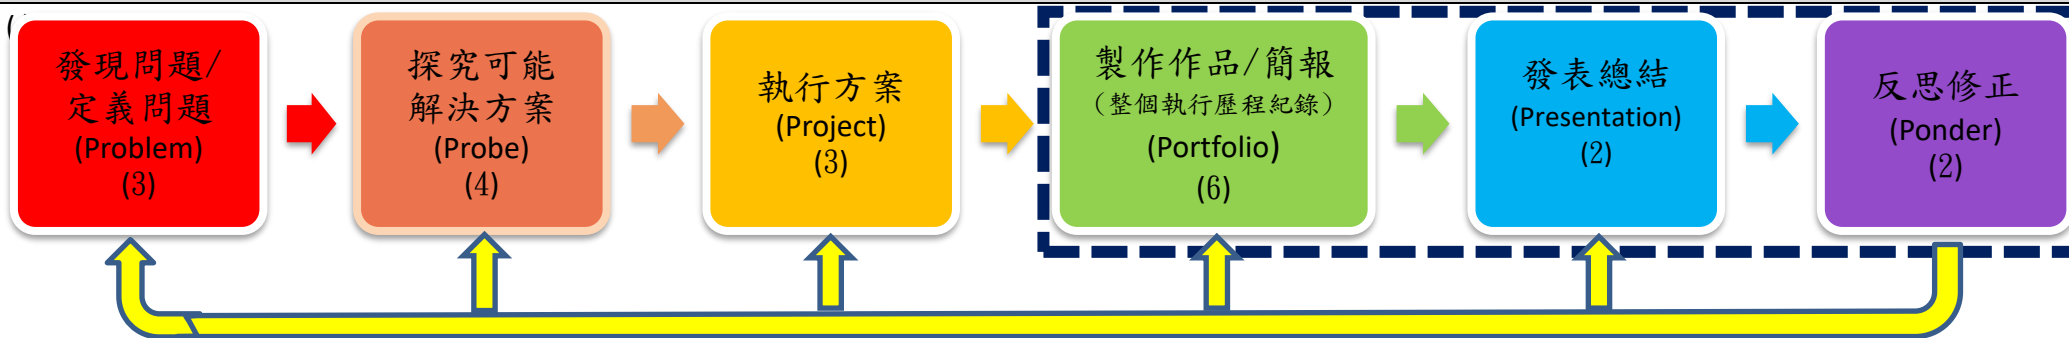 (
發現問題/
定義問題
(Problem)
(3)
探究可能
解決方案
(Probe)
(4)
執行方案
(Project)
(3)
製作作品/簡報
(整個執行歷程紀錄)
(Portfolio)
(6)
發表總結
(Presentation)
(2)
反思修正
(Ponder)
(2)